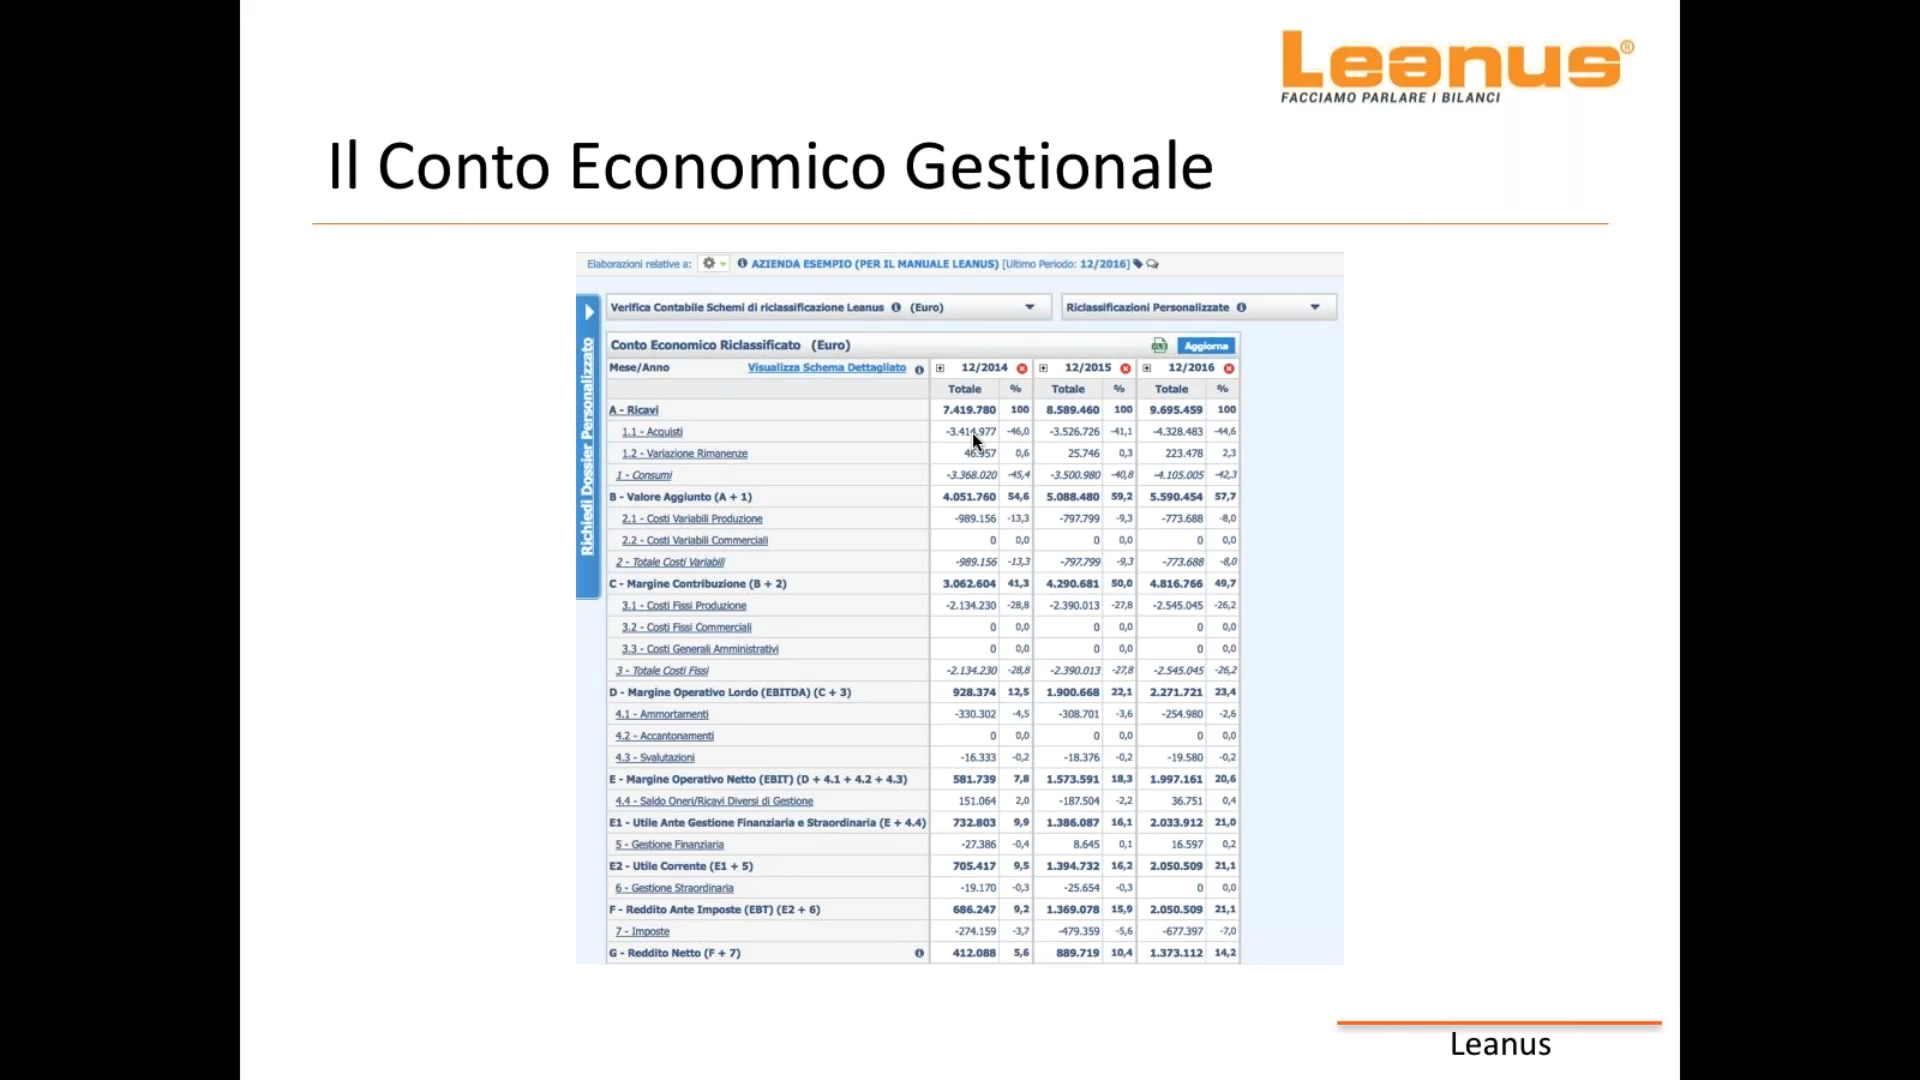 Leanus®
FACCIAMO PARLARE I BILANCI
Il Conto Economico Gestionale
Elaborazioni relative a: AZIENDA ESEMPIO (PER IL MANUALE LEANUS) [Ultimo Periodo: 12/2016]
Richiedi Dossier Personalizzato
Verifica Contabile Schemi di riclassificazione Leanus (Euro) Riclassificazioni Personalizzate
Conto Economico Riclassificato (Euro) Aggiorna
Mese/Anno Visualizza Schema Dettagliato 12/2014 12/2015 12/2016
Totale % Totale % Totale %
A - Ricavi 7.419.780 100 8.589.460 100 9.695.459 100
1.1 - Acquisti -3.414.977 -46,0 -3.526.726 -41,1 -4.328.483 -44,6
1.2 - Variazione Rimanenze 46.957 0,6 25.746 0,3 223.478 2,3
1 - Consumi -3.368.020 -45,4 -3.500.980 -40,8 -4.105.005 -42,3
B - Valore Aggiunto (A + 1) 4.051.760 54,6 5.088.480 59,2 5.590.454 57,7
2.1 - Costi Variabili Produzione -989.156 -13,3 -797.799 -9,3 -773.688 -8,0
2.2 - Costi Variabili Commerciali 0 0,0 0 0,0 0 0,0
2 - Totale Costi Variabili -989.156 -13,3 -797.799 -9,3 -773.688 -8,0
C - Margine Contribuzione (B + 2) 3.062.604 41,3 4.290.681 50,0 4.816.766 49,7
3.1 - Costi Fissi Produzione -2.134.230 -28,8 -2.390.013 -27,8 -2.545.045 -26,2
3.2 - Costi Fissi Commerciali 0 0,0 0 0,0 0 0,0
3.3 - Costi Generali Amministrativi 0 0,0 0 0,0 0 0,0
3 - Totale Costi Fissi -2.134.230 -28,8 -2.390.013 -27,8 -2.545.045 -26,2
D - Margine Operativo Lordo (EBITDA) (C + 3) 928.374 12,5 1.900.668 22,1 2.271.721 23,4
4.1 - Ammortamenti -330.302 -4,5 -308.701 -3,6 -254.980 -2,6
4.2 - Accantonamenti 0 0,0 0 0,0 0 0,0
4.3 - Svalutazioni -16.333 -0,2 -18.376 -0,2 -19.580 -0,2
E - Margine Operativo Netto (EBIT) (D + 4.1 + 4.2 + 4.3) 581.739 7,8 1.573.591 18,3 1.997.161 20,6
4.4 - Saldo Oneri/Ricavi Diversi di Gestione 151.064 2,0 -187.504 -2,2 36.751 0,4
E1 - Utile Ante Gestione Finanziaria e Straordinaria (E + 4.4) 732.803 9,9 1.386.087 16,1 2.033.912 21,0
5 - Gestione Finanziaria -27.386 -0,4 8.645 0,1 16.597 0,2
E2 - Utile Corrente (E1 + 5) 705.417 9,5 1.394.732 16,2 2.050.509 21,1
6 - Gestione Straordinaria -19.170 -0,3 -25.654 -0,3 0 0,0
F - Reddito Ante Imposte (EBT) (E2 + 6) 686.247 9,2 1.369.078 15,9 2.050.509 21,1
7 - Imposte -274.159 -3,7 -479.359 -5,6 -677.397 -7,0
G - Reddito Netto (F + 7) 412.088 5,6 889.719 10,4 1.373.112 14,2
Leanus